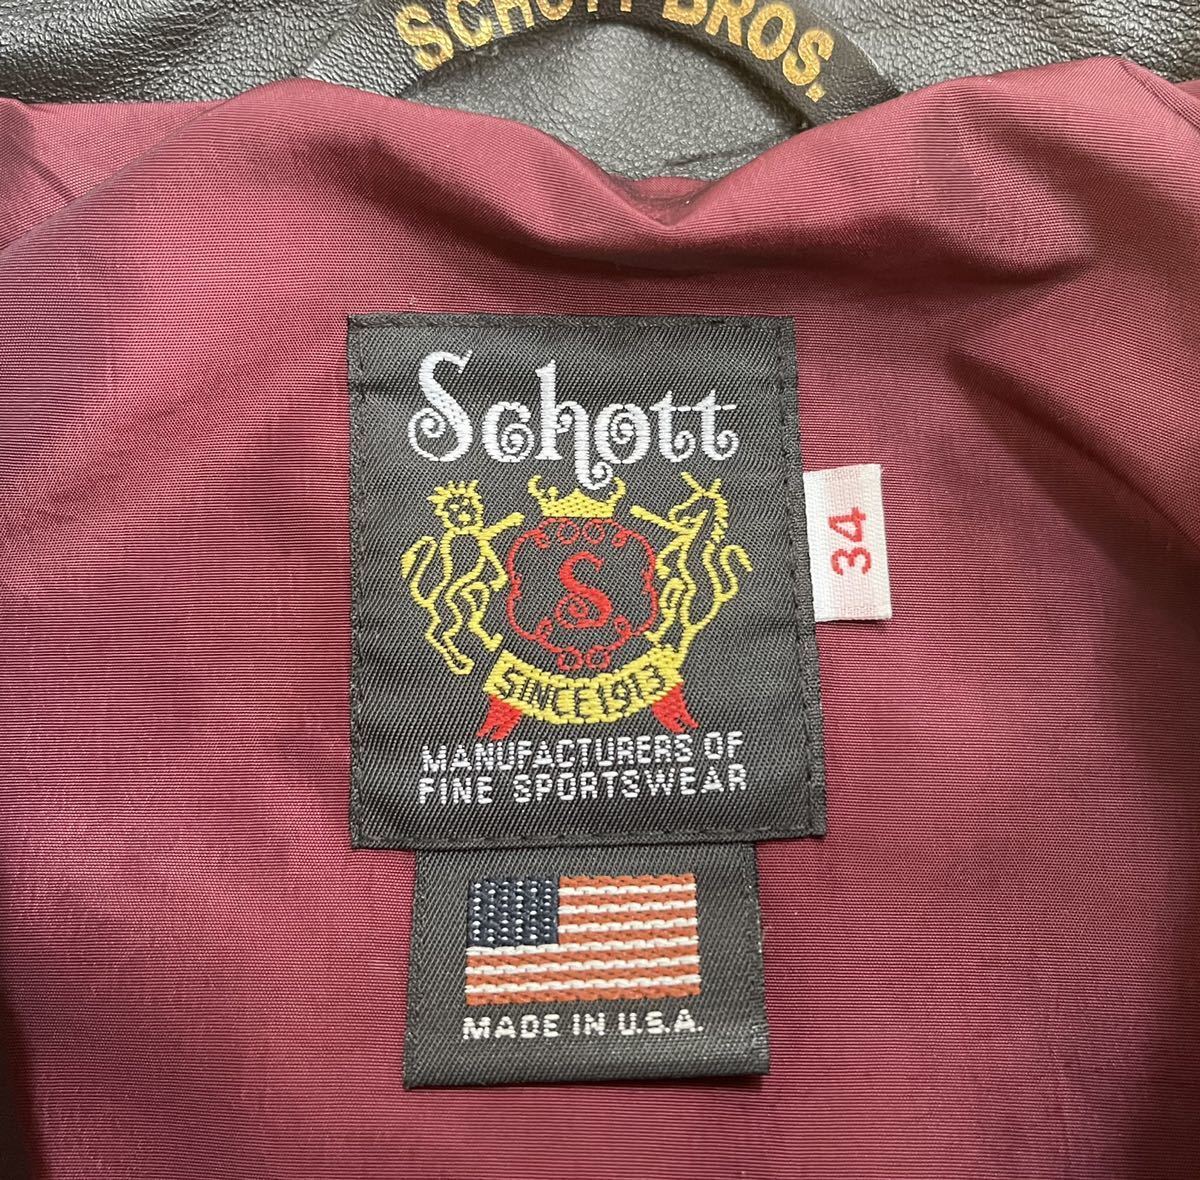 SCHOTT BROS.
Schott
34
S
SINCE 1913
MANUFACTURERS OF
FINE SPORTSWEAR
MADE IN U.S.A.